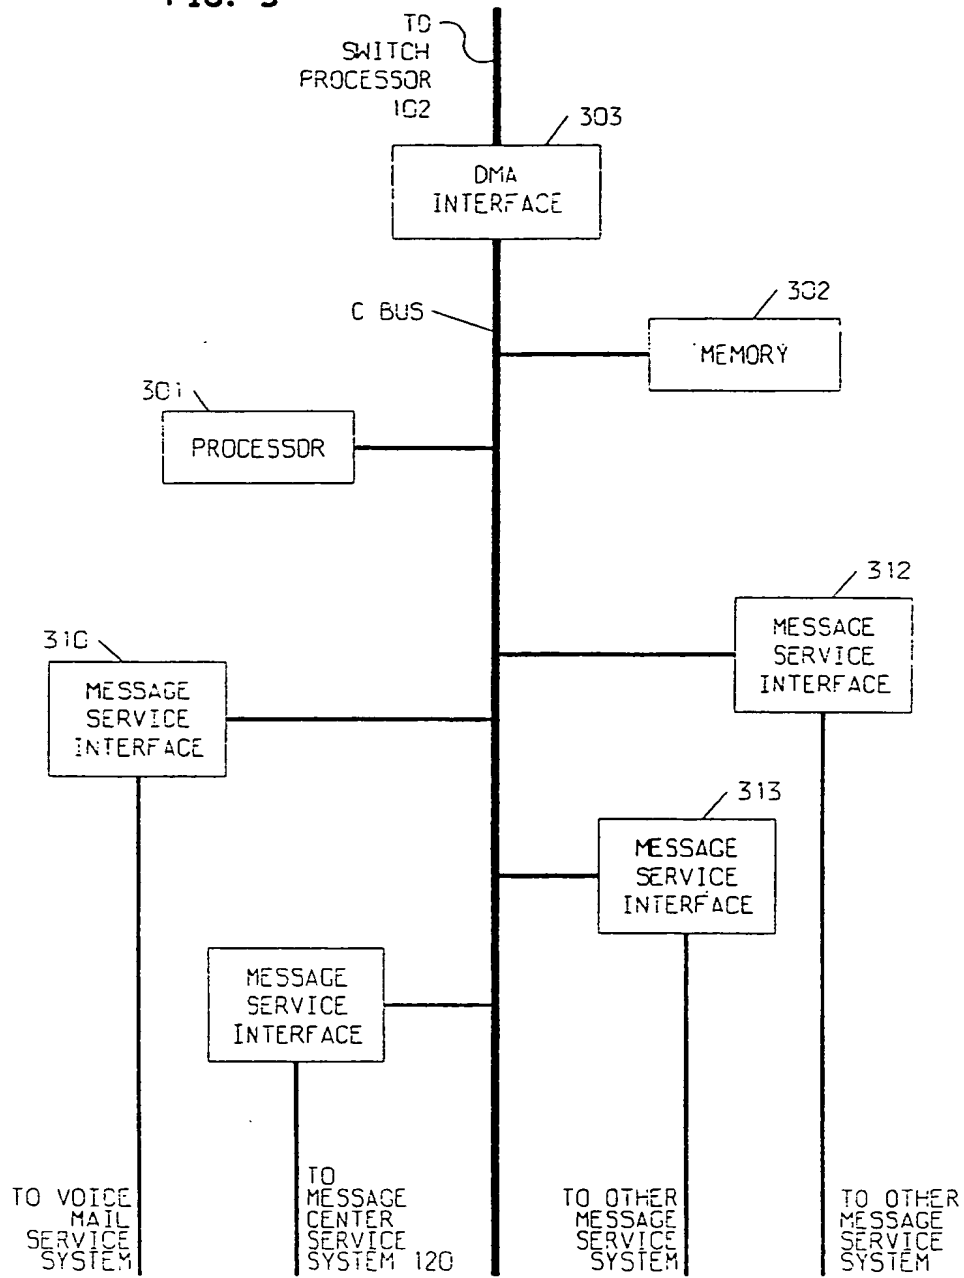 FIG. 3
TO
SWITCH
PROCESSOR
102
303
DMA
INTERFACE
C BUS
302
MEMORY
301
PROCESSOR
312
MESSAGE
SERVICE
INTERFACE
310
MESSAGE
SERVICE
INTERFACE
313
MESSAGE
SERVICE
INTERFACE
MESSAGE
SERVICE
INTERFACE
TO VOICE
MAIL
SERVICE
SYSTEM
TO
MESSAGE
CENTER
SERVICE
SYSTEM 120
TO OTHER
MESSAGE
SERVICE
SYSTEM
TO OTHER
MESSAGE
SERVICE
SYSTEM